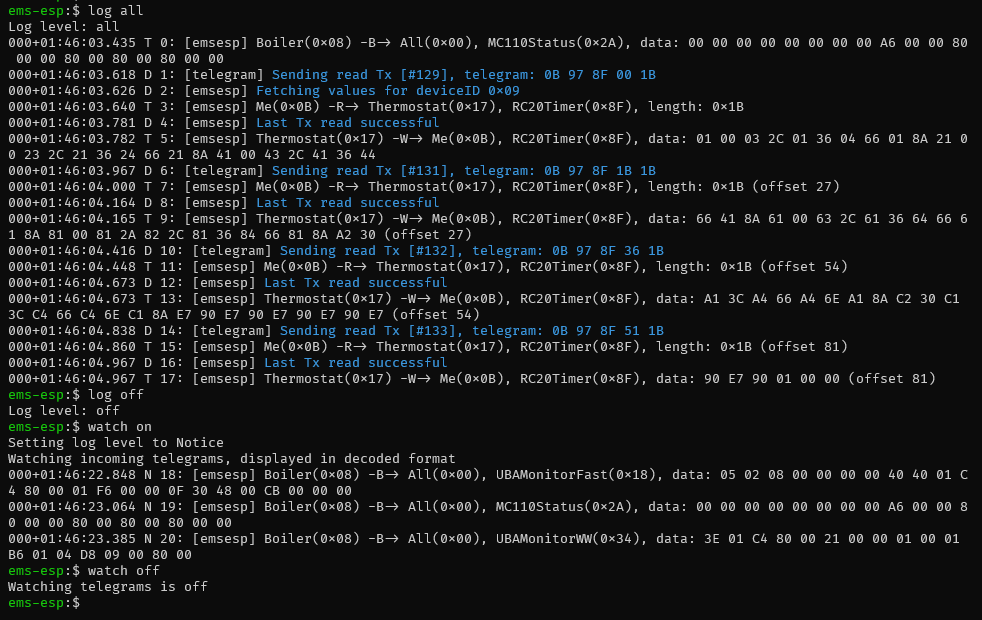 ems-esp:$ log all
Log level: all
000+01:46:03.435 T 0: [emsesp] Boiler(0×08) -B-> All(0×00), MC110Status(0×2A), data: 00 00 00 00 00 00 00 00 A6 00 00 80
00 00 80 00 80 00 80 00 00
000+01:46:03.618 D 1: [telegram] Sending read Tx [#129], telegram: 0B 97 8F 00 1B
000+01:46:03.626 D 2: [emsesp] Fetching values for deviceID 0×09
000+01:46:03.640 T 3: [emsesp] Me(0×0B) -R-> Thermostat(0×17), RC20Timer(0×8F), length: 0×1B
000+01:46:03.781 D 4: [emsesp] Last Tx read successful
000+01:46:03.782 T 5: [emsesp] Thermostat(0×17) -W-> Me(0×0B), RC20Timer(0×8F), data: 01 00 03 2C 01 36 04 66 01 8A 21 0
0 23 2C 21 36 24 66 21 8A 41 00 43 2C 41 36 44
000+01:46:03.967 D 6: [telegram] Sending read Tx [#131], telegram: 0B 97 8F 1B 1B
000+01:46:04.000 T 7: [emsesp] Me(0×0B) -R-> Thermostat(0×17), RC20Timer(0×8F), length: 0×1B (offset 27)
000+01:46:04.164 D 8: [emsesp] Last Tx read successful
000+01:46:04.165 T 9: [emsesp] Thermostat(0×17) -W-> Me(0×0B), RC20Timer(0×8F), data: 66 41 8A 61 00 63 2C 61 36 64 66 6
1 8A 81 00 81 2A 82 2C 81 36 84 66 81 8A A2 30 (offset 27)
000+01:46:04.416 D 10: [telegram] Sending read Tx [#132], telegram: 0B 97 8F 36 1B
000+01:46:04.448 T 11: [emsesp] Me(0×0B) -R-> Thermostat(0×17), RC20Timer(0×8F), length: 0×1B (offset 54)
000+01:46:04.673 D 12: [emsesp] Last Tx read successful
000+01:46:04.673 T 13: [emsesp] Thermostat(0×17) -W-> Me(0×0B), RC20Timer(0×8F), data: A1 3C A4 66 A4 6E A1 8A C2 30 C1
3C C4 66 C4 6E C1 8A E7 90 E7 90 E7 90 E7 90 E7 (offset 54)
000+01:46:04.838 D 14: [telegram] Sending read Tx [#133], telegram: 0B 97 8F 51 1B
000+01:46:04.860 T 15: [emsesp] Me(0×0B) -R-> Thermostat(0×17), RC20Timer(0×8F), length: 0×1B (offset 81)
000+01:46:04.967 D 16: [emsesp] Last Tx read successful
000+01:46:04.967 T 17: [emsesp] Thermostat(0×17) -W-> Me(0×0B), RC20Timer(0×8F), data: 90 E7 90 01 00 00 (offset 81)
ems-esp:$ log off
Log level: off
ems-esp:$ watch on
Setting log level to Notice
Watching incoming telegrams, displayed in decoded format
000+01:46:22.848 N 18: [emsesp] Boiler(0×08) -B-> All(0×00), UBAMonitorFast(0×18), data: 05 02 08 00 00 00 00 40 40 01 C
4 80 00 01 F6 00 00 0F 30 48 00 CB 00 00 00
000+01:46:23.064 N 19: [emsesp] Boiler(0×08) -B-> All(0×00), MC110Status(0×2A), data: 00 00 00 00 00 00 00 00 A6 00 00 8
0 00 00 80 00 80 00 80 00 00
000+01:46:23.385 N 20: [emsesp] Boiler(0×08) -B-> All(0×00), UBAMonitorWW(0×34), data: 3E 01 C4 80 00 21 00 00 01 00 01
B6 01 04 D8 09 00 80 00
ems-esp:$ watch off
Watching telegrams is off
ems-esp:$